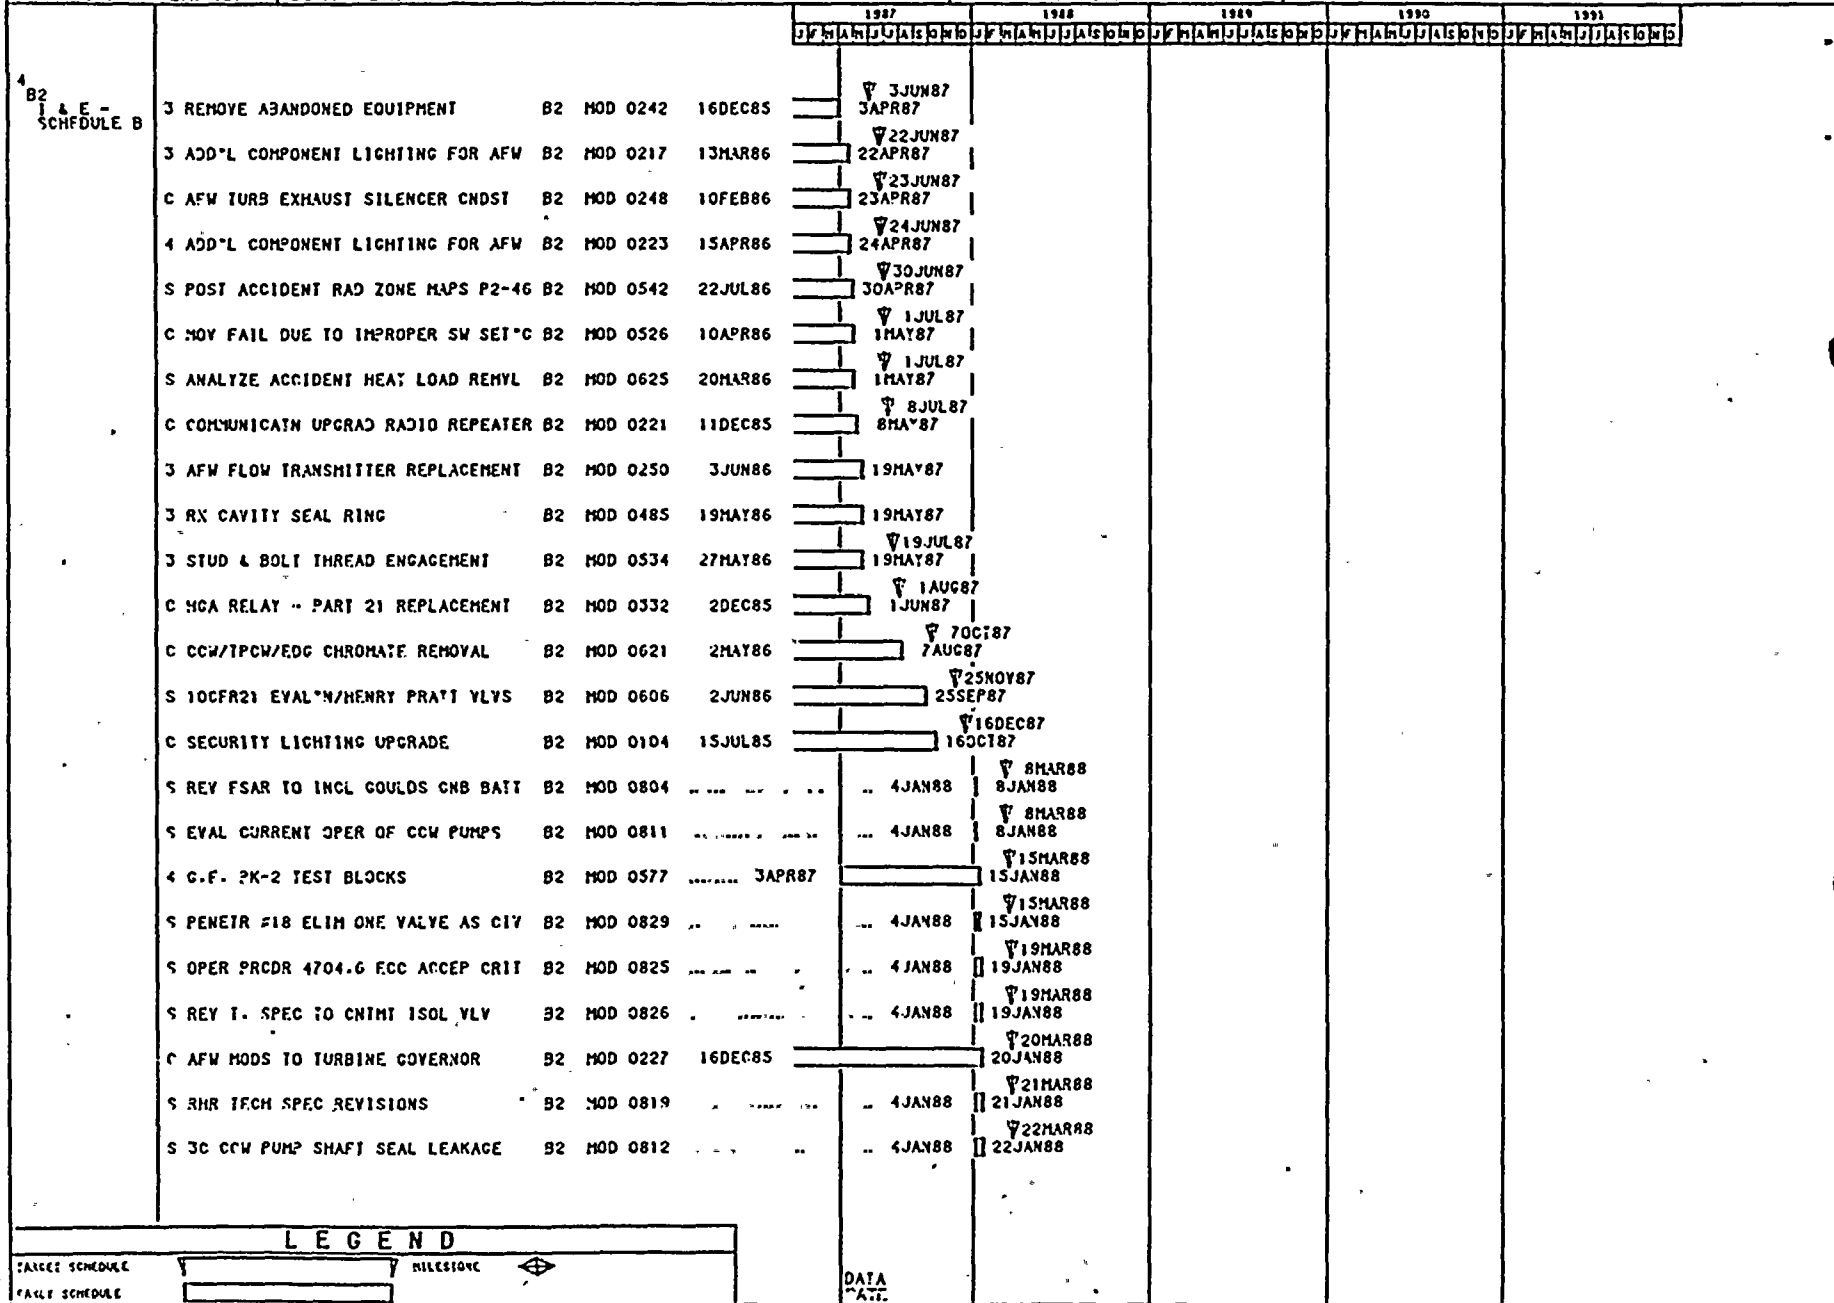 1987 1988 1989 1990 1991
J F M A M J J A S O N D J F M A M J J A S O N D J F M A M J J A S O N D J F M A M J J A S O N D J F M A M J J A S O N D
4
B2
I & E -
SCHEDULE B
3JUN87
3 REMOVE ABANDONED EQUIPMENT B2 MOD 0242 16DEC85 3APR87
22JUN87
3 ADD"L COMPONENT LIGHTING FOR AFW B2 MOD 0217 13MAR86 22APR87
23JUN87
C AFW TURB EXHAUST SILENCER CNDST B2 MOD 0248 10FEB86 23APR87
24JUN87
4 ADD"L COMPONENT LIGHTING FOR AFW B2 MOD 0223 15APR86 24APR87
30JUN87
S POST ACCIDENT RAD ZONE MAPS P2-46 B2 MOD 0542 22JUL86 30APR87
1JUL87
C MOV FAIL DUE TO IMPROPER SW SET"G B2 MOD 0526 10APR86 1MAY87
1JUL87
S ANALYZE ACCIDENT HEAT LOAD REMVL B2 MOD 0625 20MAR86 1MAY87
8JUL87
C COMMUNICATN UPGRAD RADIO REPEATER B2 MOD 0221 11DEC85 8MAY87
3 AFW FLOW TRANSMITTER REPLACEMENT B2 MOD 0250 3JUN86 19MAY87
3 RX CAVITY SEAL RING B2 MOD 0485 19MAY86 19MAY87
19JUL87
3 STUD & BOLT THREAD ENGAGEMENT B2 MOD 0534 27MAY86 19MAY87
1AUG87
C HGA RELAY - PART 21 REPLACEMENT B2 MOD 0332 2DEC85 1JUN87
7OCT87
C CCW/TPCW/EDG CHROMATE REMOVAL B2 MOD 0621 2MAY86 7AUG87
25NOV87
S 10CFR21 EVAL"N/HENRY PRATT VLVS B2 MOD 0606 2JUN86 25SEP87
16DEC87
C SECURITY LIGHTING UPGRADE B2 MOD 0104 15JUL85 16OCT87
8MAR88
S REV FSAR TO INCL GOULDS GNB BATT B2 MOD 0804 4JAN88 8JAN88
8MAR88
S EVAL CURRENT OPER OF CCW PUMPS B2 MOD 0811 4JAN88 8JAN88
15MAR88
4 G.E. PK-2 TEST BLOCKS B2 MOD 0577 3APR87 15JAN88
15MAR88
S PENETR #18 ELIM ONE VALVE AS CIV B2 MOD 0829 4JAN88 15JAN88
19MAR88
S OPER PRCDR 4704.6 ECC ACCEP CRIT B2 MOD 0825 4JAN88 19JAN88
19MAR88
S REV T. SPEC TO CNTMT ISOL VLV B2 MOD 0826 4JAN88 19JAN88
20MAR88
C AFW MODS TO TURBINE GOVERNOR B2 MOD 0227 16DEC85 20JAN88
21MAR88
S RHR TECH SPEC REVISIONS B2 MOD 0819 4JAN88 21JAN88
22MAR88
S 3C CCW PUMP SHAFT SEAL LEAKAGE B2 MOD 0812 4JAN88 22JAN88
LEGEND
TARGET SCHEDULE MILESTONE
EARLY SCHEDULE
DATA
DATE